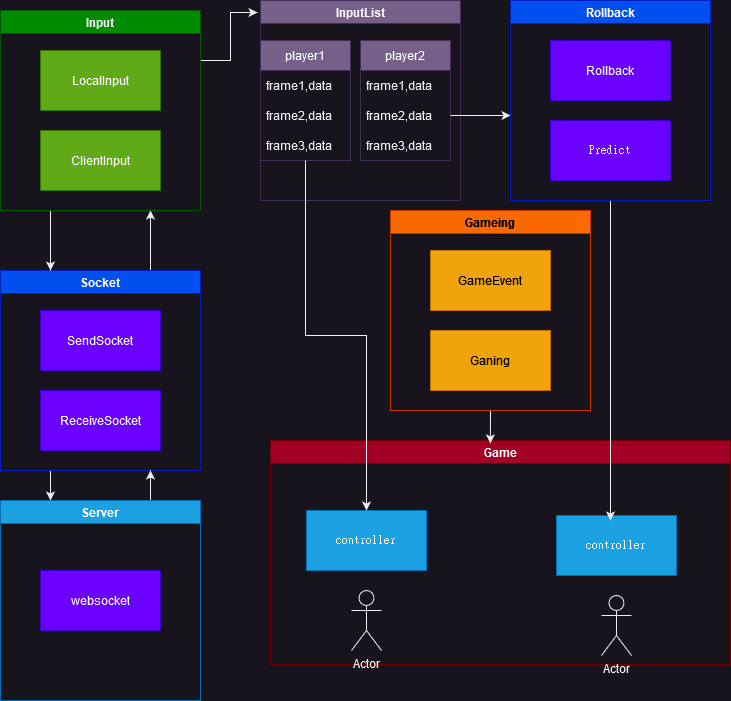 Input
LocalInput
ClientInput
InputList
player1
player2
frame1,data
frame1,data
frame2,data
frame2,data
frame3,data
frame3,data
Rollback
Rollback
Predict
Socket
SendSocket
ReceiveSocket
Gameing
GameEvent
Ganing
Server
websocket
Game
controller
controller
Actor
Actor